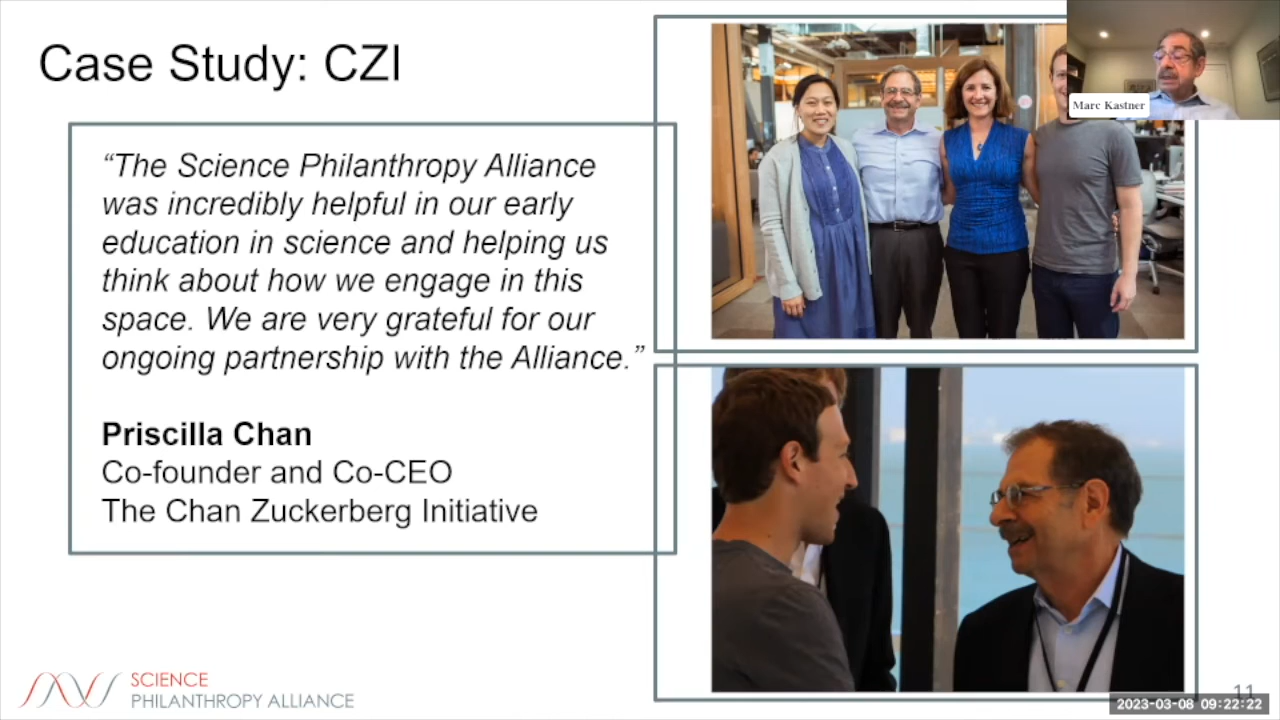 Case Study: CZI
Marc Kastner
“The Science Philanthropy Alliance
was incredibly helpful in our early
education in science and helping us
think about how we engage in this
space. We are very grateful for our
ongoing partnership with the Alliance.”
Priscilla Chan
Co-founder and Co-CEO
The Chan Zuckerberg Initiative
SCIENCE
PHILANTHROPY ALLIANCE
11
2023-03-08 09:22:22